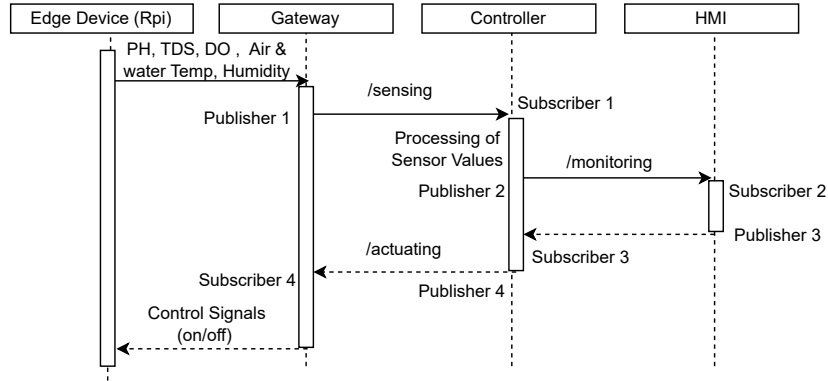 Edge Device (Rpi)
Gateway
Controller
HMI
PH, TDS, DO , Air &
water Temp, Humidity
/sensing
Publisher 1
Subscriber 1
Processing of
Sensor Values
/monitoring
Publisher 2
Subscriber 2
Publisher 3
/actuating
Subscriber 3
Subscriber 4
Publisher 4
Control Signals
(on/off)